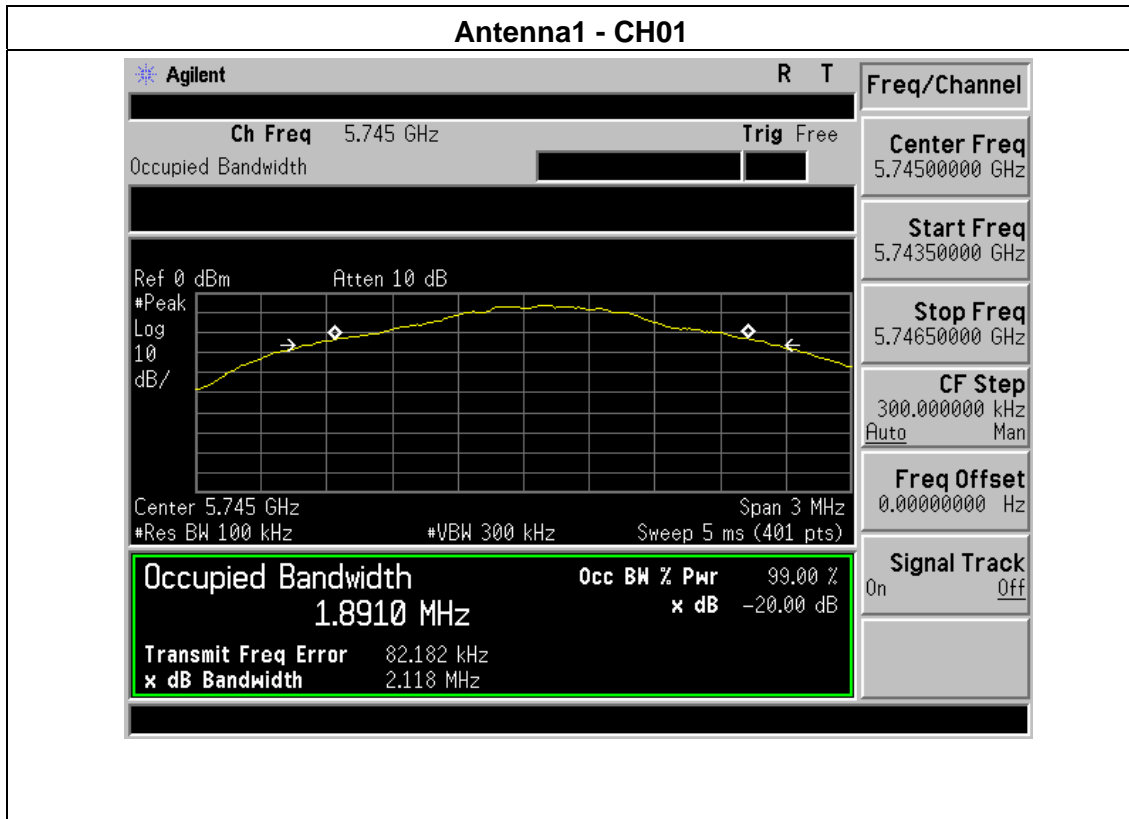 Antenna1 - CH01
Agilent R T
Ch Freq 5.745 GHz Trig Free
Occupied Bandwidth
Ref 0 dBm Atten 10 dB
#Peak
Log
10
dB/
Center 5.745 GHz Span 3 MHz
#Res BW 100 kHz #VBW 300 kHz Sweep 5 ms (401 pts)
Occupied Bandwidth Occ BW % Pwr 99.00 %
1.8910 MHz x dB -20.00 dB
Transmit Freq Error 82.182 kHz
x dB Bandwidth 2.118 MHz
Freq/Channel
Center Freq
5.74500000 GHz
Start Freq
5.74350000 GHz
Stop Freq
5.74650000 GHz
CF Step
300.000000 kHz
Auto Man
Freq Offset
0.00000000 Hz
Signal Track
On Off